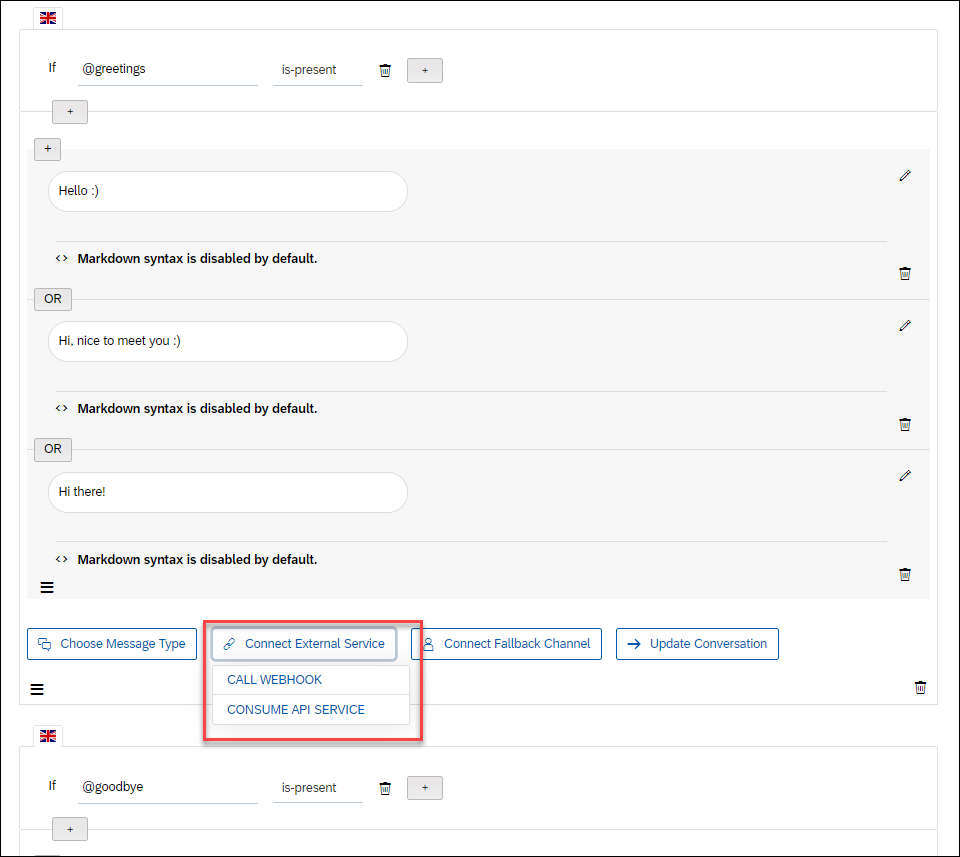 If @greetings is-present +
+
+
Hello :)
<> Markdown syntax is disabled by default.
OR
Hi, nice to meet you :)
<> Markdown syntax is disabled by default.
OR
Hi there!
<> Markdown syntax is disabled by default.
Choose Message Type Connect External Service Connect Fallback Channel Update Conversation
CALL WEBHOOK
CONSUME API SERVICE
If @goodbye is-present +
+